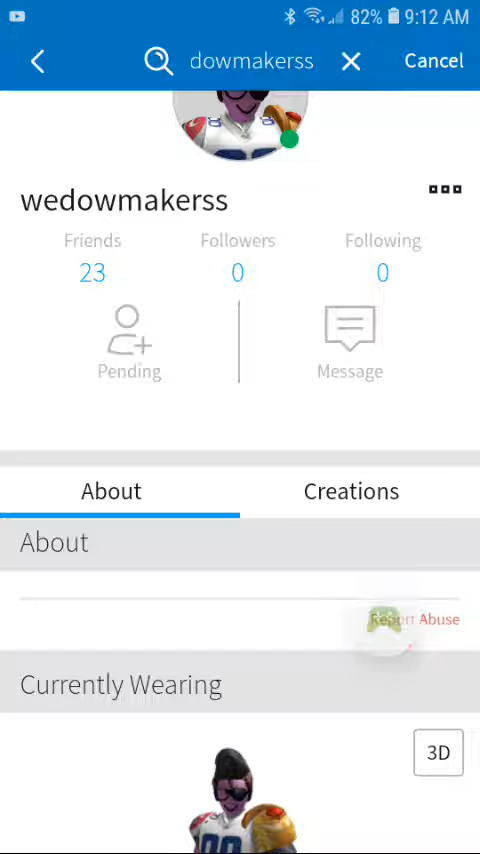 82% 9:12 AM
dowmakerss Cancel
wedowmakerss
Friends Followers Following
23 0 0
Pending Message
About Creations
About
Report Abuse
Currently Wearing
3D